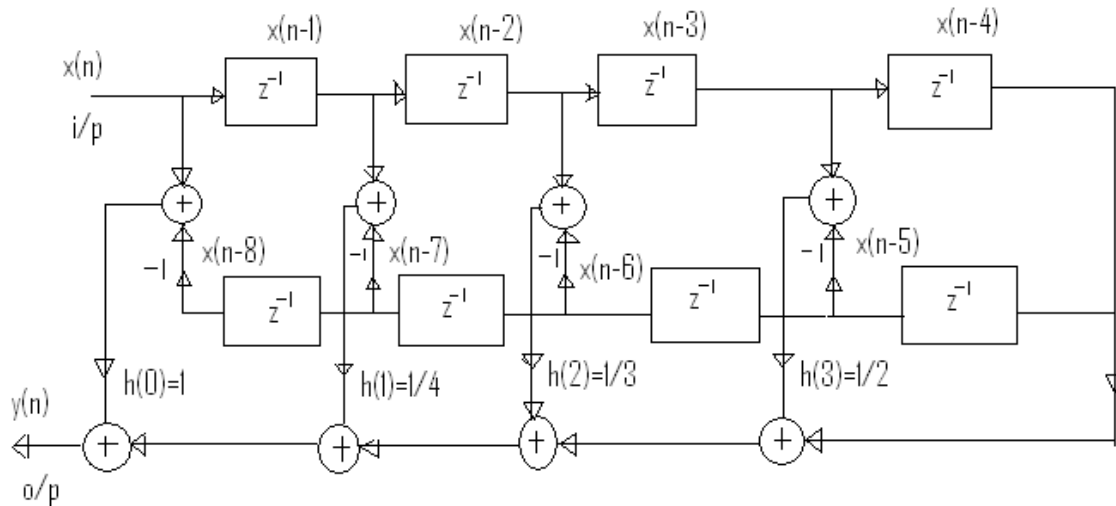 x(n-1) x(n-2) x(n-3) x(n-4)
x(n) z⁻¹ z⁻¹ z⁻¹ z⁻¹
i/p
+ + + +
-1 x(n-8) -1 x(n-7) -1 x(n-6) -1 x(n-5)
z⁻¹ z⁻¹ z⁻¹ z⁻¹
h(0)=1 h(1)=1/4 h(2)=1/3 h(3)=1/2
y(n)
+ + + +
o/p